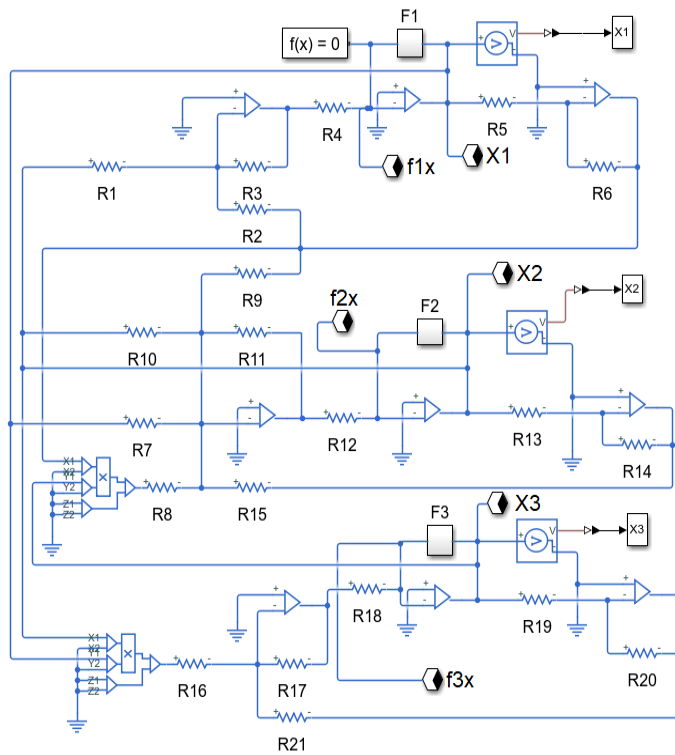 F1
f(x) = 0
+ V
X1
R4
R5
R1
R3
f1x
X1
R6
R2
R9
X2
f2x
F2
+ V
X2
R10
R11
R7
R12
R13
R14
X1
X2
Y1
Y2
Z1
Z2
X
R8
R15
F3
X3
+ V
X3
R18
R19
X1
X2
Y1
Y2
Z1
Z2
X
R16
R17
f3x
R20
R21